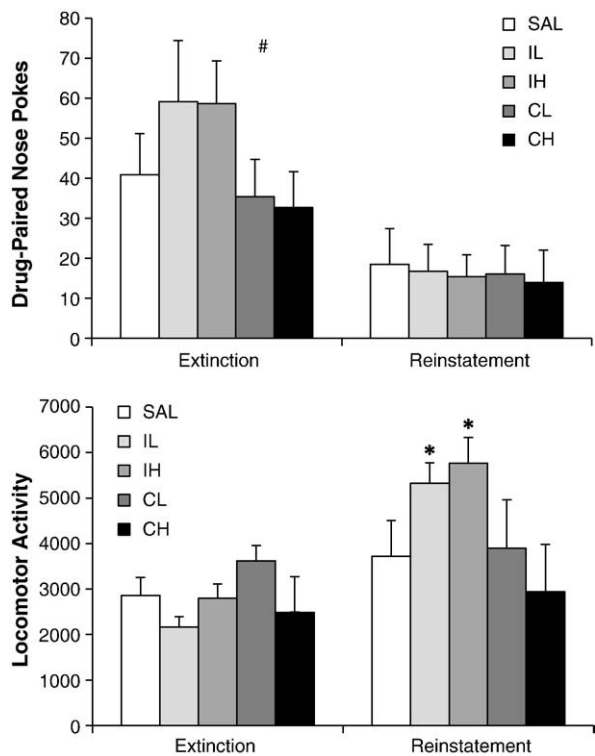 Drug-Paired Nose Pokes
80
70
60
50
40
30
20
10
0
#
SAL
IL
IH
CL
CH
Extinction
Reinstatement
Locomotor Activity
7000
6000
5000
4000
3000
2000
1000
0
SAL
IL
IH
CL
CH
*
*
Extinction
Reinstatement